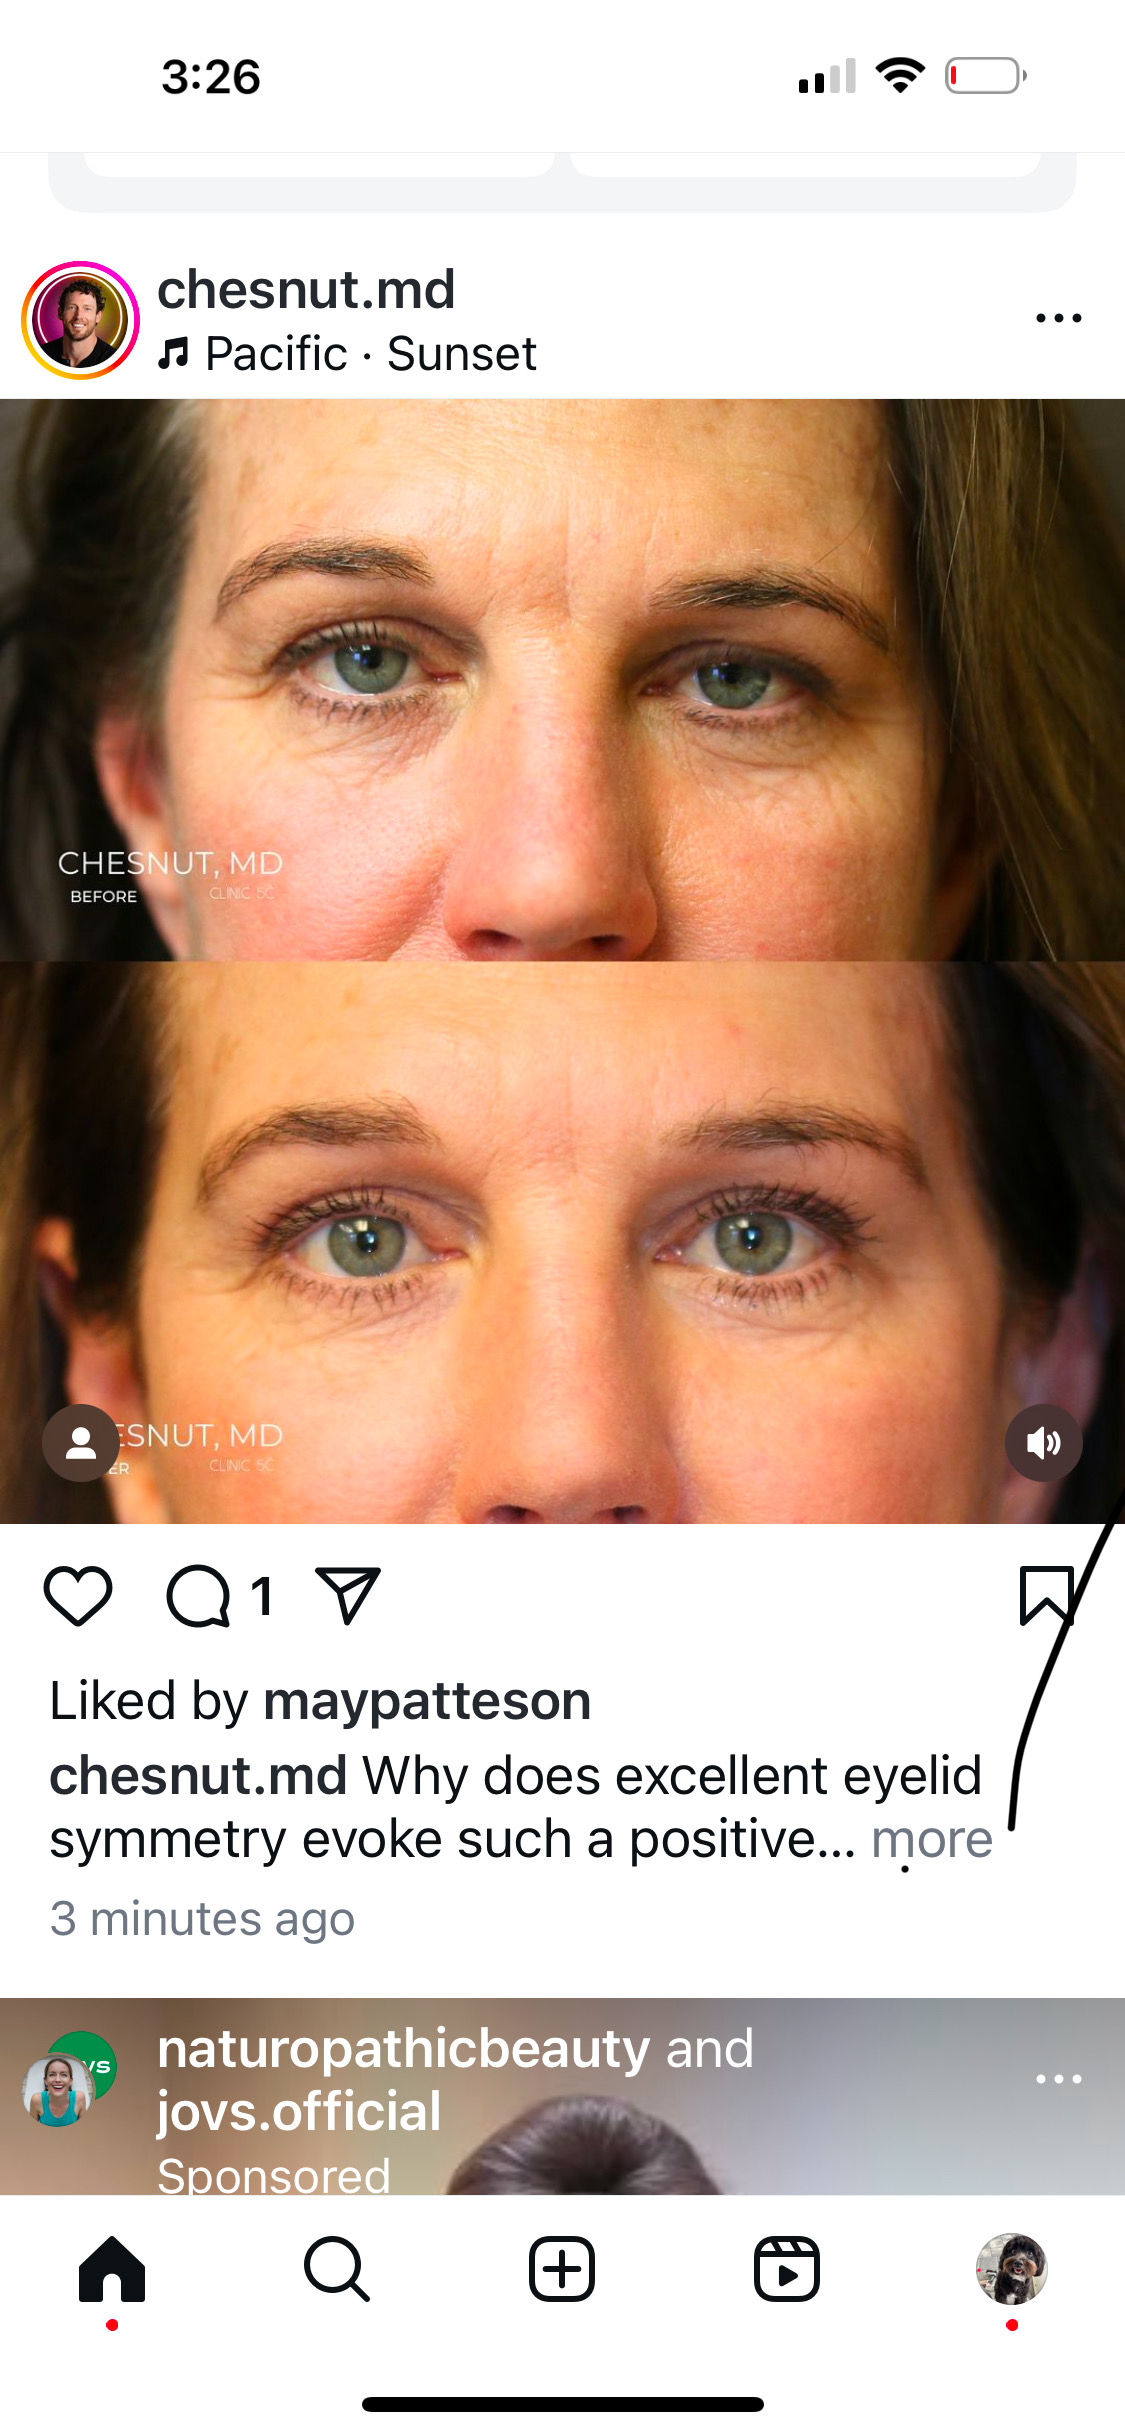 3:26
chesnut.md
Pacific · Sunset
CHESNUT, MD
BEFORE CLINIC 5C
ESNUT, MD
ER CLINIC 5C
1
Liked by maypatteson
chesnut.md Why does excellent eyelid
symmetry evoke such a positive... more
3 minutes ago
VS
naturopathicbeauty and
jovs.official
Sponsored